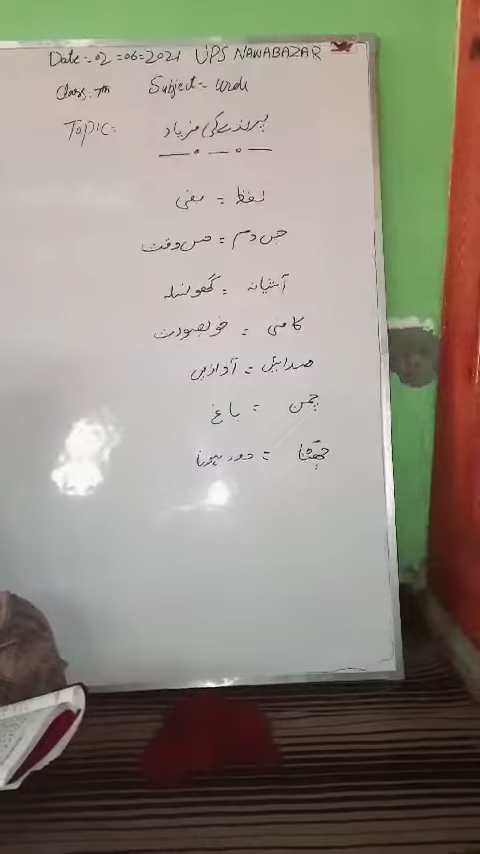 Date:- 02-06-2021 UPS NAWABAZAR
Class: 7th Subject:- Urdu
Topic:- پرندے کی فریاد
لفظ = معنی
جس دم = جس وقت
آشیانہ = گھونسلہ
کامنی = خوبصورت
صدائیں = آوازیں
چمن = باغ
چھٹنا = دور ہونا